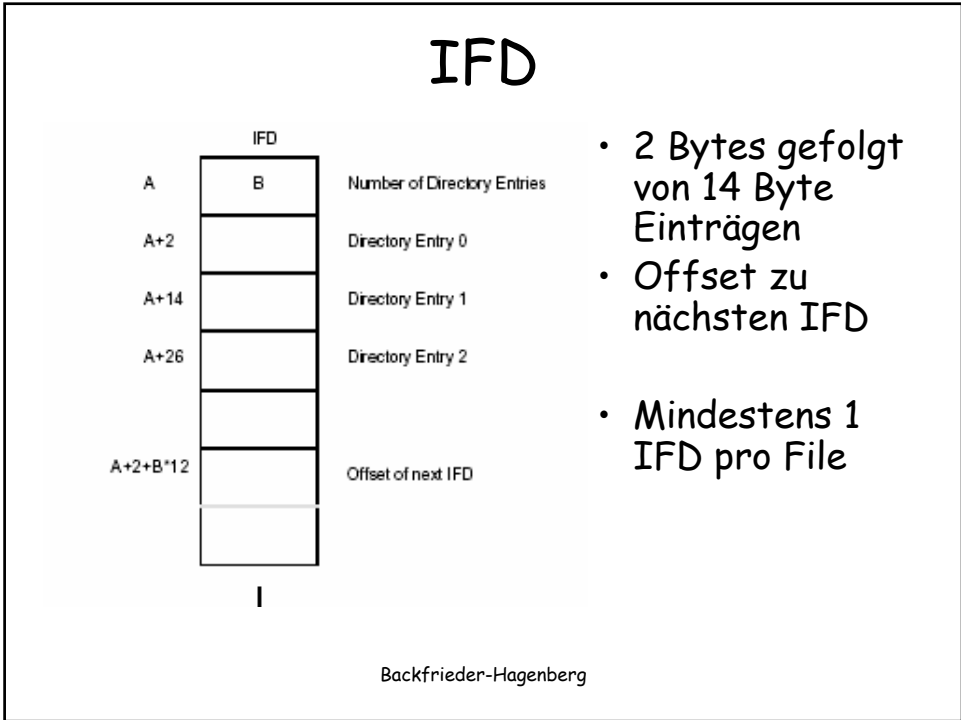 IFD
IFD
A B Number of Directory Entries
A+2 Directory Entry 0
A+14 Directory Entry 1
A+26 Directory Entry 2
A+2+B*12 Offset of next IFD
• 2 Bytes gefolgt
von 14 Byte
Einträgen
• Offset zu
nächsten IFD
• Mindestens 1
IFD pro File
Backfrieder-Hagenberg